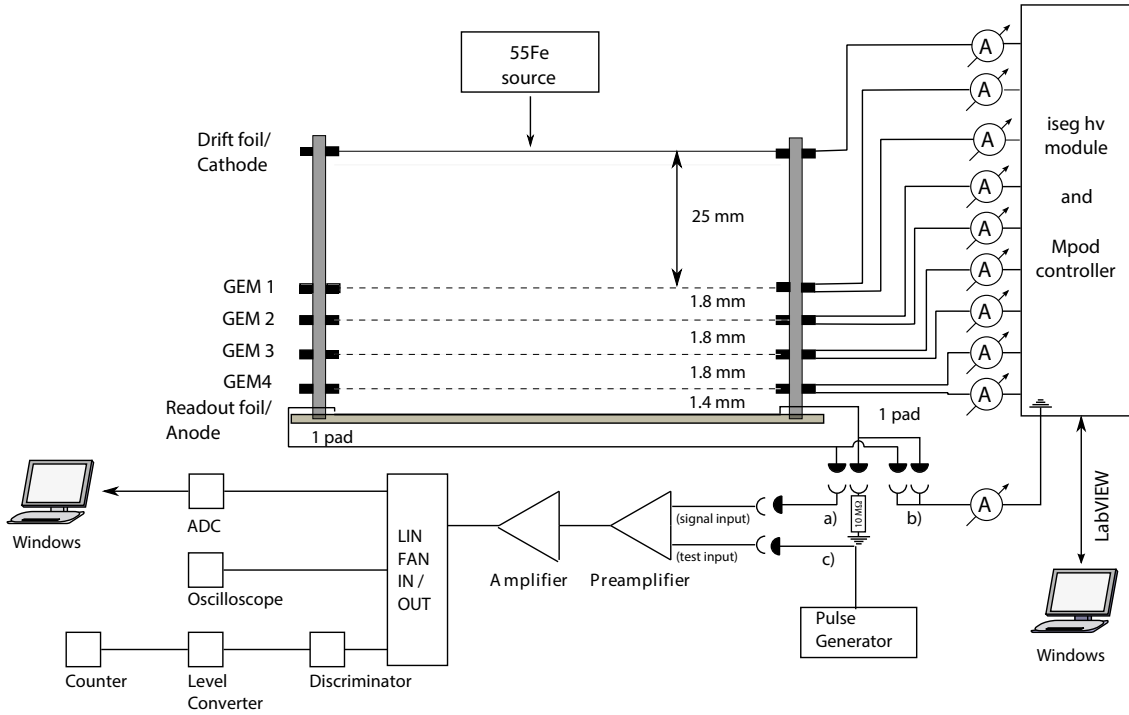 55Fe
source
Drift foil/
Cathode
25 mm
GEM 1
1.8 mm
GEM 2
1.8 mm
GEM 3
1.8 mm
GEM4
1.4 mm
Readout foil/
Anode
1 pad
1 pad
A
A
A
A
A
A
A
A
A
A
iseg hv
module
and
Mpod
controller
LabVIEW
Windows
a)
10 MΩ
b)
c)
(signal input)
(test input)
Pulse
Generator
Preamplifier
Amplifier
LIN
FAN
IN /
OUT
ADC
Windows
Oscilloscope
Counter
Level
Converter
Discriminator